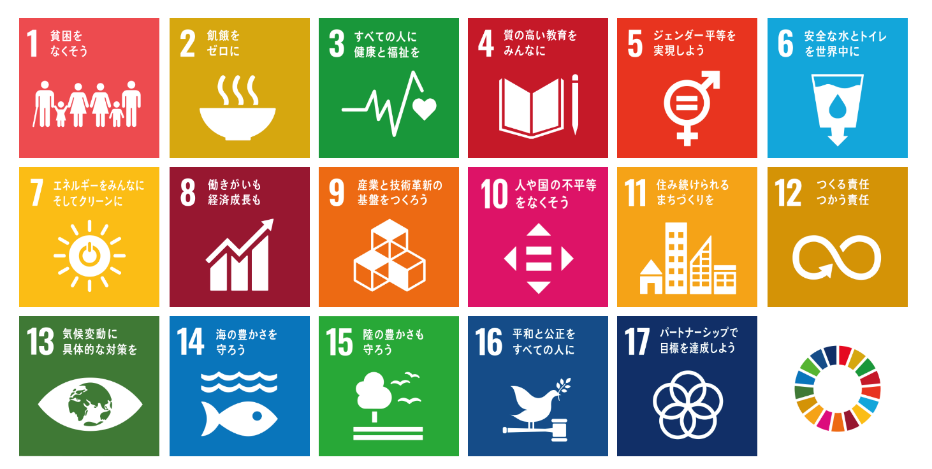 1 貧困を
なくそう
2 飢餓を
ゼロに
3 すべての人に
健康と福祉を
4 質の高い教育を
みんなに
5 ジェンダー平等を
実現しよう
6 安全な水とトイレ
を世界中に
7 エネルギーをみんなに
そしてクリーンに
8 働きがいも
経済成長も
9 産業と技術革新の
基盤をつくろう
10 人や国の不平等
をなくそう
11 住み続けられる
まちづくりを
12 つくる責任
つかう責任
13 気候変動に
具体的な対策を
14 海の豊かさを
守ろう
15 陸の豊かさも
守ろう
16 平和と公正を
すべての人に
17 パートナーシップで
目標を達成しよう